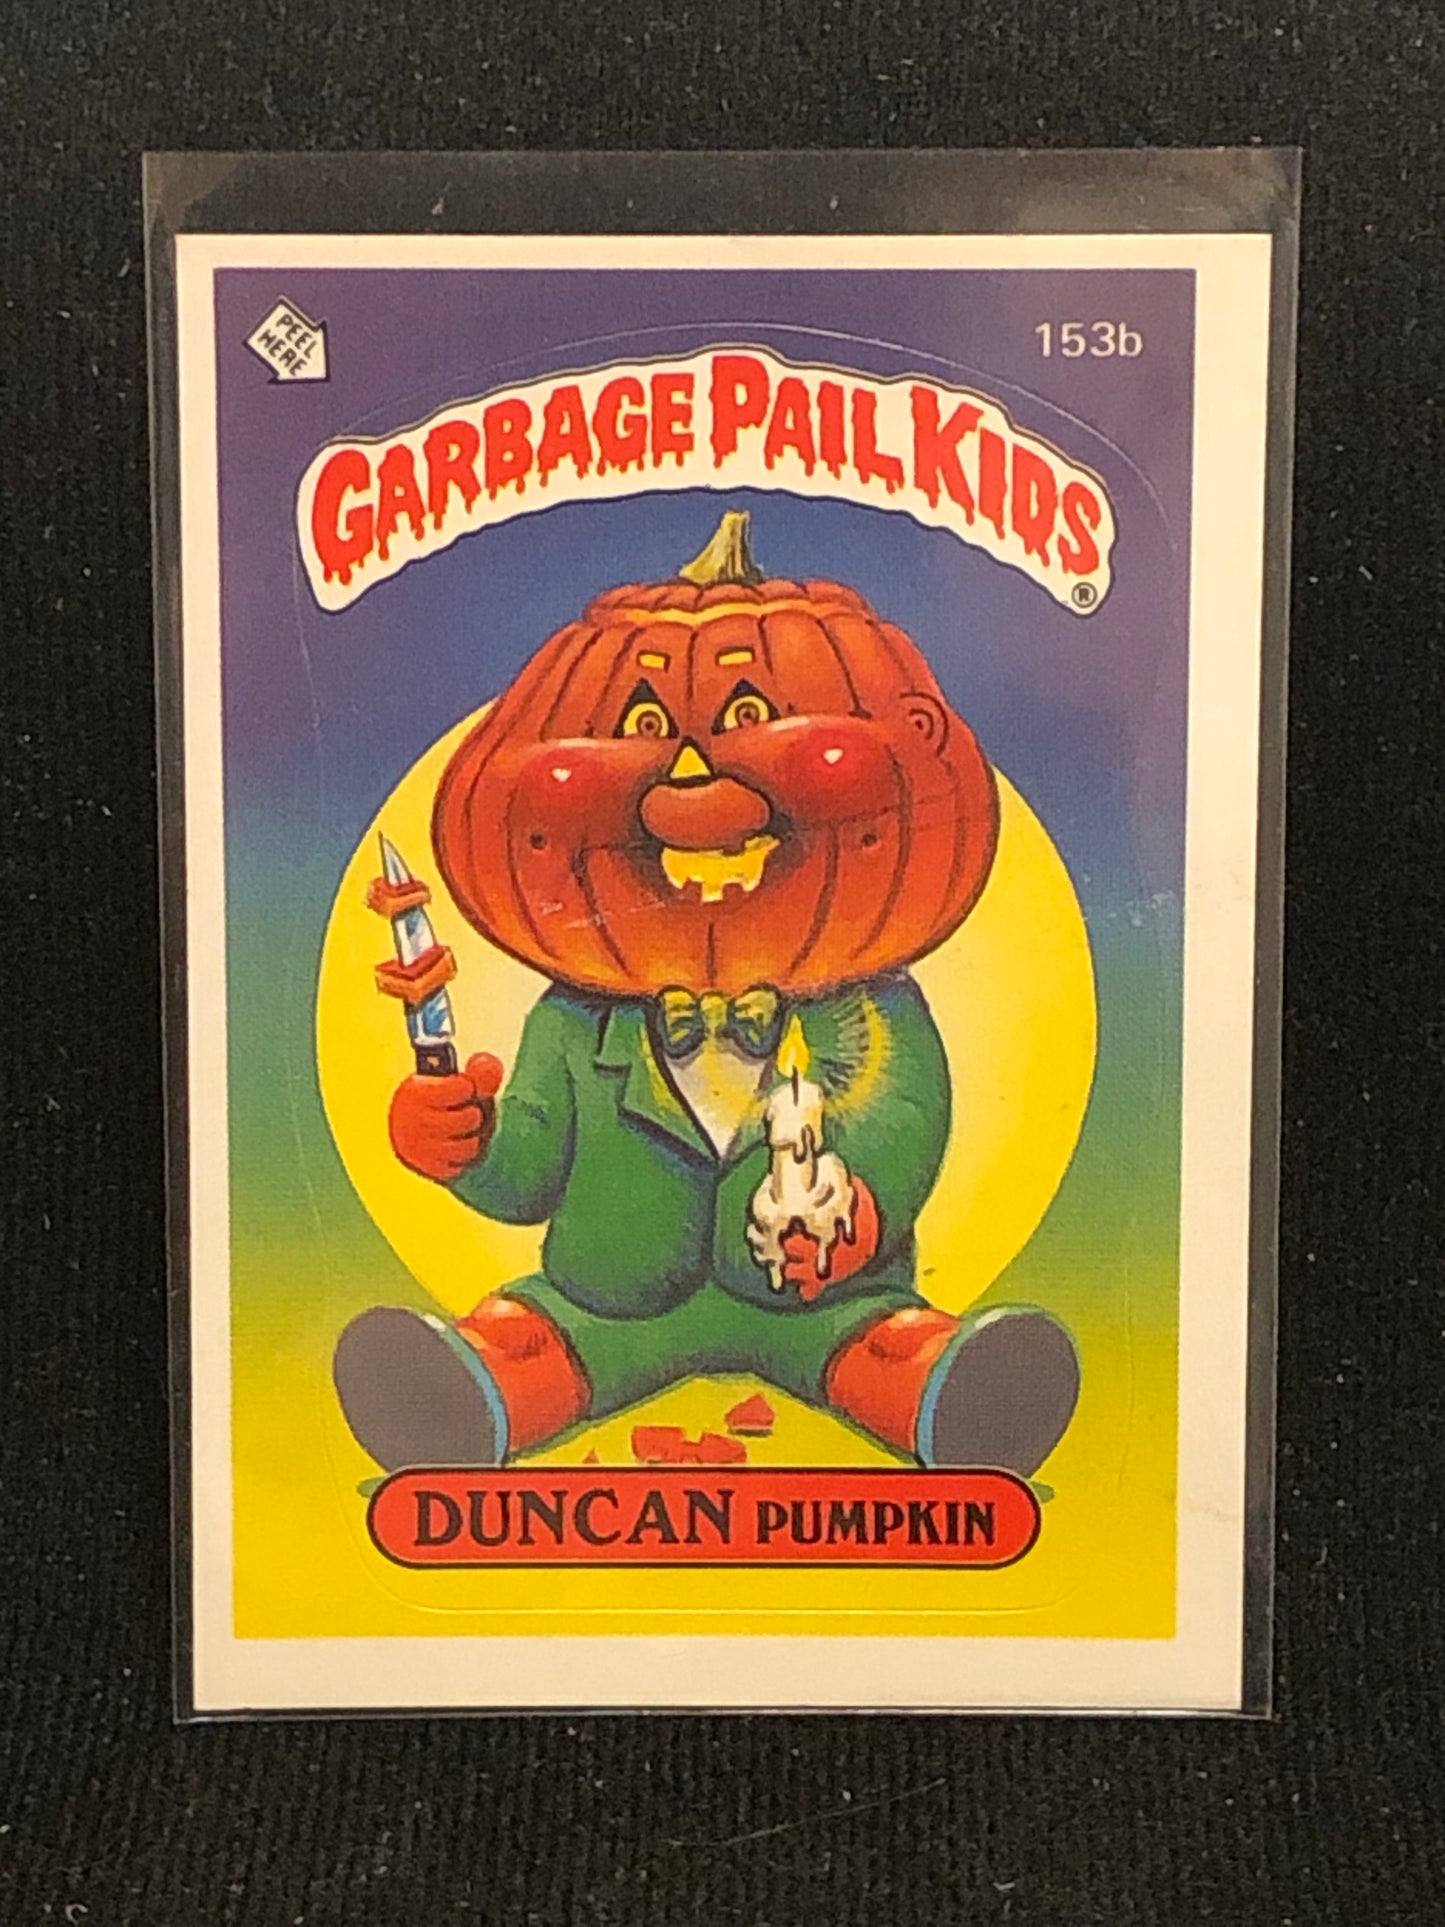 PEEL
HERE
153b
GARBAGE PAIL KIDS
®
DUNCAN PUMPKIN